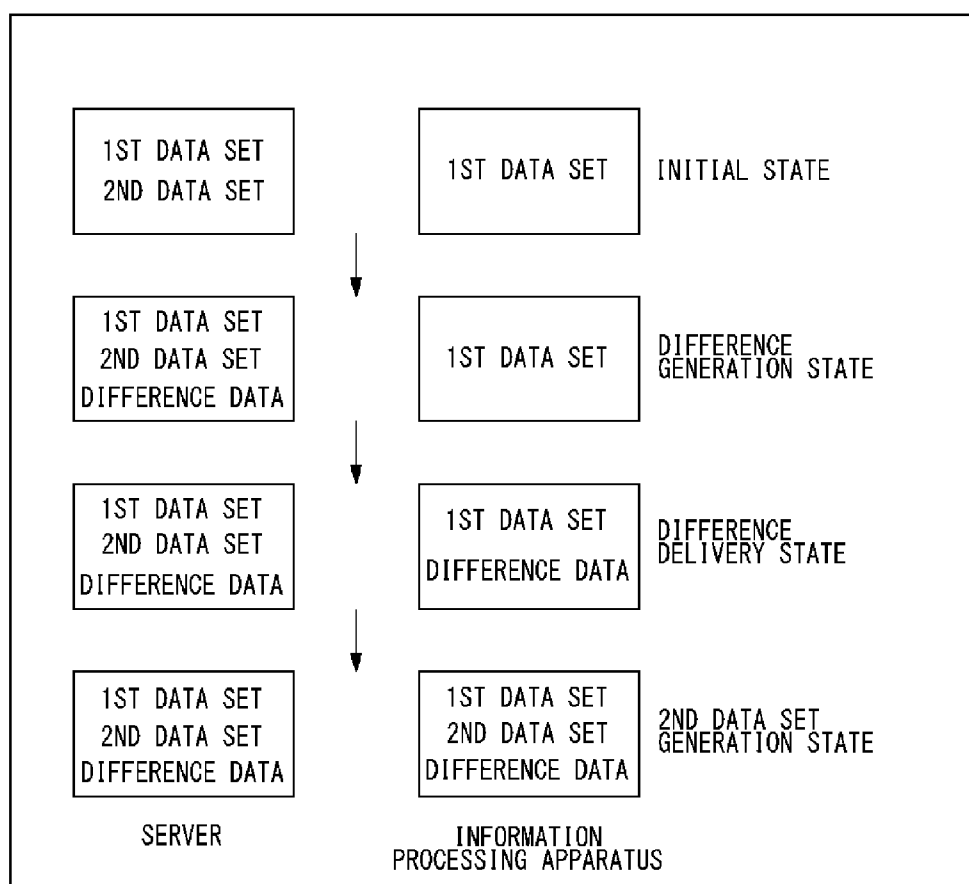 1ST DATA SET
2ND DATA SET
1ST DATA SET
INITIAL STATE
1ST DATA SET
2ND DATA SET
DIFFERENCE DATA
1ST DATA SET
DIFFERENCE
GENERATION STATE
1ST DATA SET
2ND DATA SET
DIFFERENCE DATA
1ST DATA SET
DIFFERENCE DATA
DIFFERENCE
DELIVERY STATE
1ST DATA SET
2ND DATA SET
DIFFERENCE DATA
1ST DATA SET
2ND DATA SET
DIFFERENCE DATA
2ND DATA SET
GENERATION STATE
SERVER
INFORMATION
PROCESSING APPARATUS